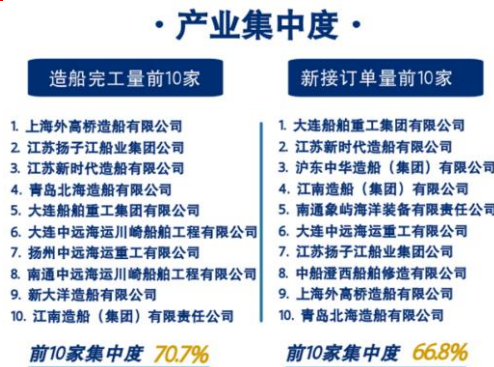 ·产业集中度·
造船完工量前10家
1. 上海外高桥造船有限公司
2. 江苏扬子江船业集团公司
3. 江苏新时代造船有限公司
4. 青岛北海造船有限公司
5. 大连船舶重工集团有限公司
6. 大连中远海运川崎船舶工程有限公司
7. 扬州中远海运重工有限公司
8. 南通中远海运川崎船舶工程有限公司
9. 新大洋造船有限公司
10. 江南造船（集团）有限责任公司
前10家集中度 70.7%
新接订单量前10家
1. 大连船舶重工集团有限公司
2. 江苏新时代造船有限公司
3. 沪东中华造船（集团）有限公司
4. 江南造船（集团）有限公司
5. 南通象屿海洋装备有限责任公司
6. 大连中远海运重工有限公司
7. 江苏扬子江船业集团公司
8. 中船澄西船舶修造有限公司
9. 上海外高桥造船有限公司
10. 青岛北海造船有限公司
前10家集中度 66.8%